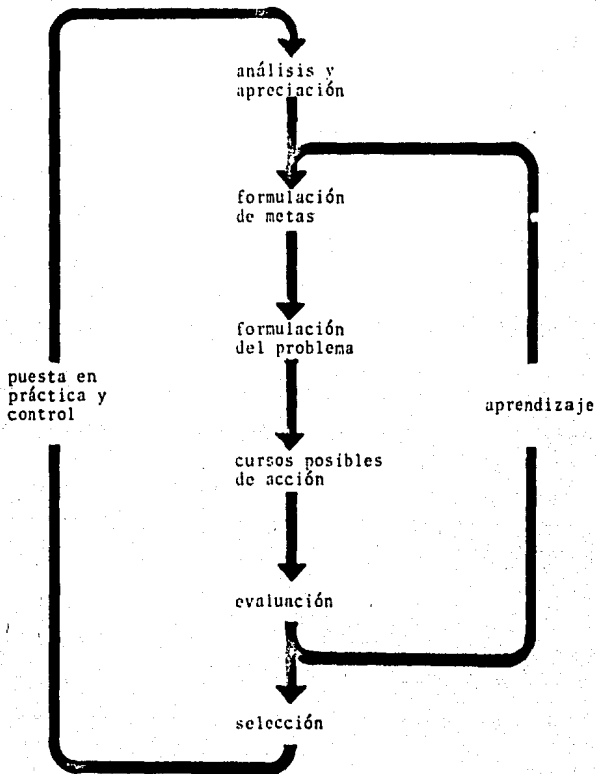 análisis y
apreciación
formulación
de metas
formulación
del problema
puesta en
práctica y
control
aprendizaje
cursos posibles
de acción
evaluación
selección